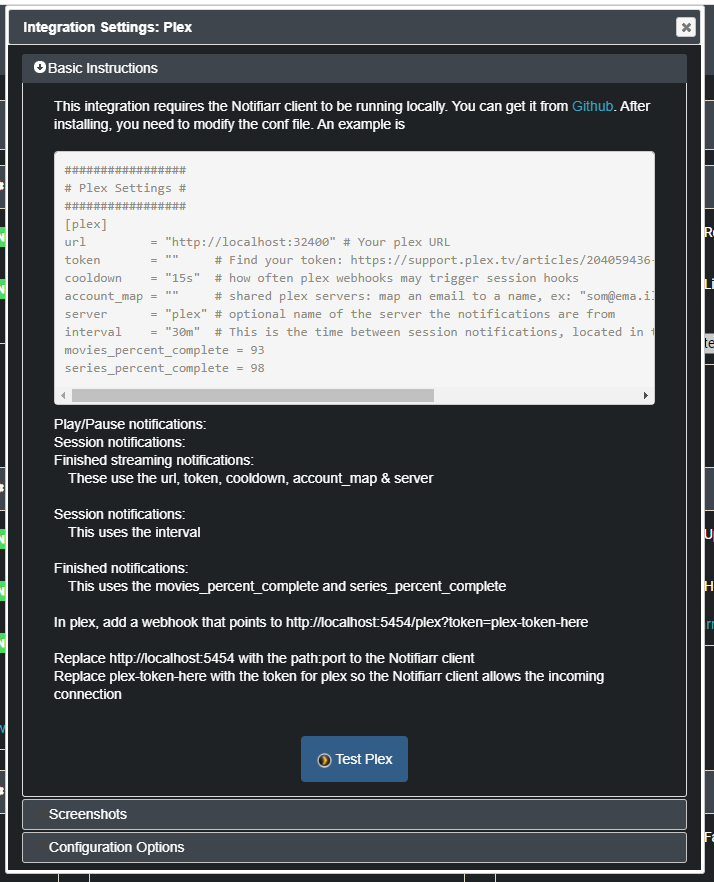 Integration Settings: Plex
Basic Instructions
This integration requires the Notifiarr client to be running locally. You can get it from Github. After
installing, you need to modify the conf file. An example is
#################
# Plex Settings #
#################
[plex]
url         = "http://localhost:32400" # Your plex URL
token       = ""     # Find your token: https://support.plex.tv/articles/204059436-
cooldown    = "15s"  # how often plex webhooks may trigger session hooks
account_map = ""     # shared plex servers: map an email to a name, ex: "som@ema.il
server      = "plex" # optional name of the server the notifications are from
interval    = "30m"  # This is the time between session notifications, located in
movies_percent_complete = 93
series_percent_complete = 98
Play/Pause notifications:
Session notifications:
Finished streaming notifications:
These use the url, token, cooldown, account_map & server
Session notifications:
This uses the interval
Finished notifications:
This uses the movies_percent_complete and series_percent_complete
In plex, add a webhook that points to http://localhost:5454/plex?token=plex-token-here
Replace http://localhost:5454 with the path:port to the Notifiarr client
Replace plex-token-here with the token for plex so the Notifiarr client allows the incoming
connection
Test Plex
Screenshots
Configuration Options